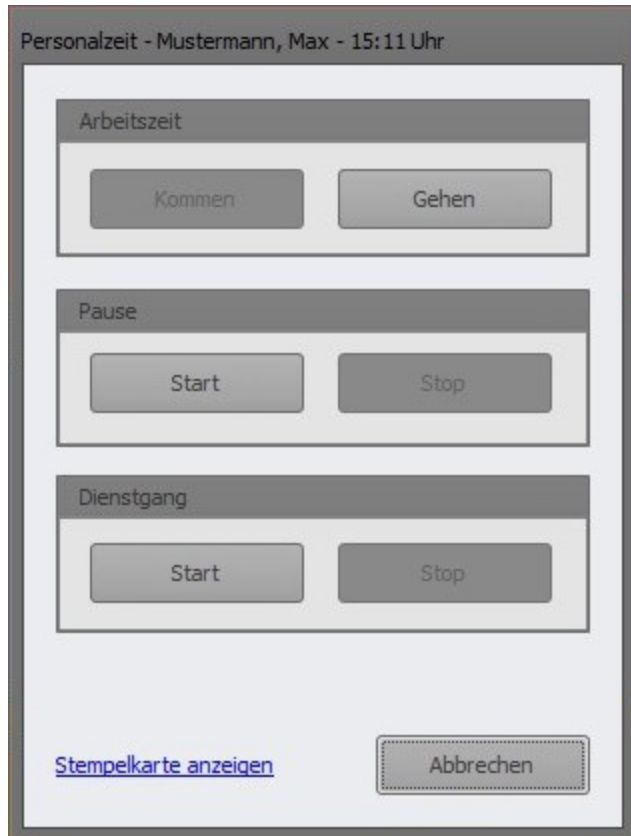 Personalzeit - Mustermann, Max - 15:11 Uhr
Arbeitszeit
Kommen Gehen
Pause
Start Stop
Dienstgang
Start Stop
Stempelkarte anzeigen Abbrechen